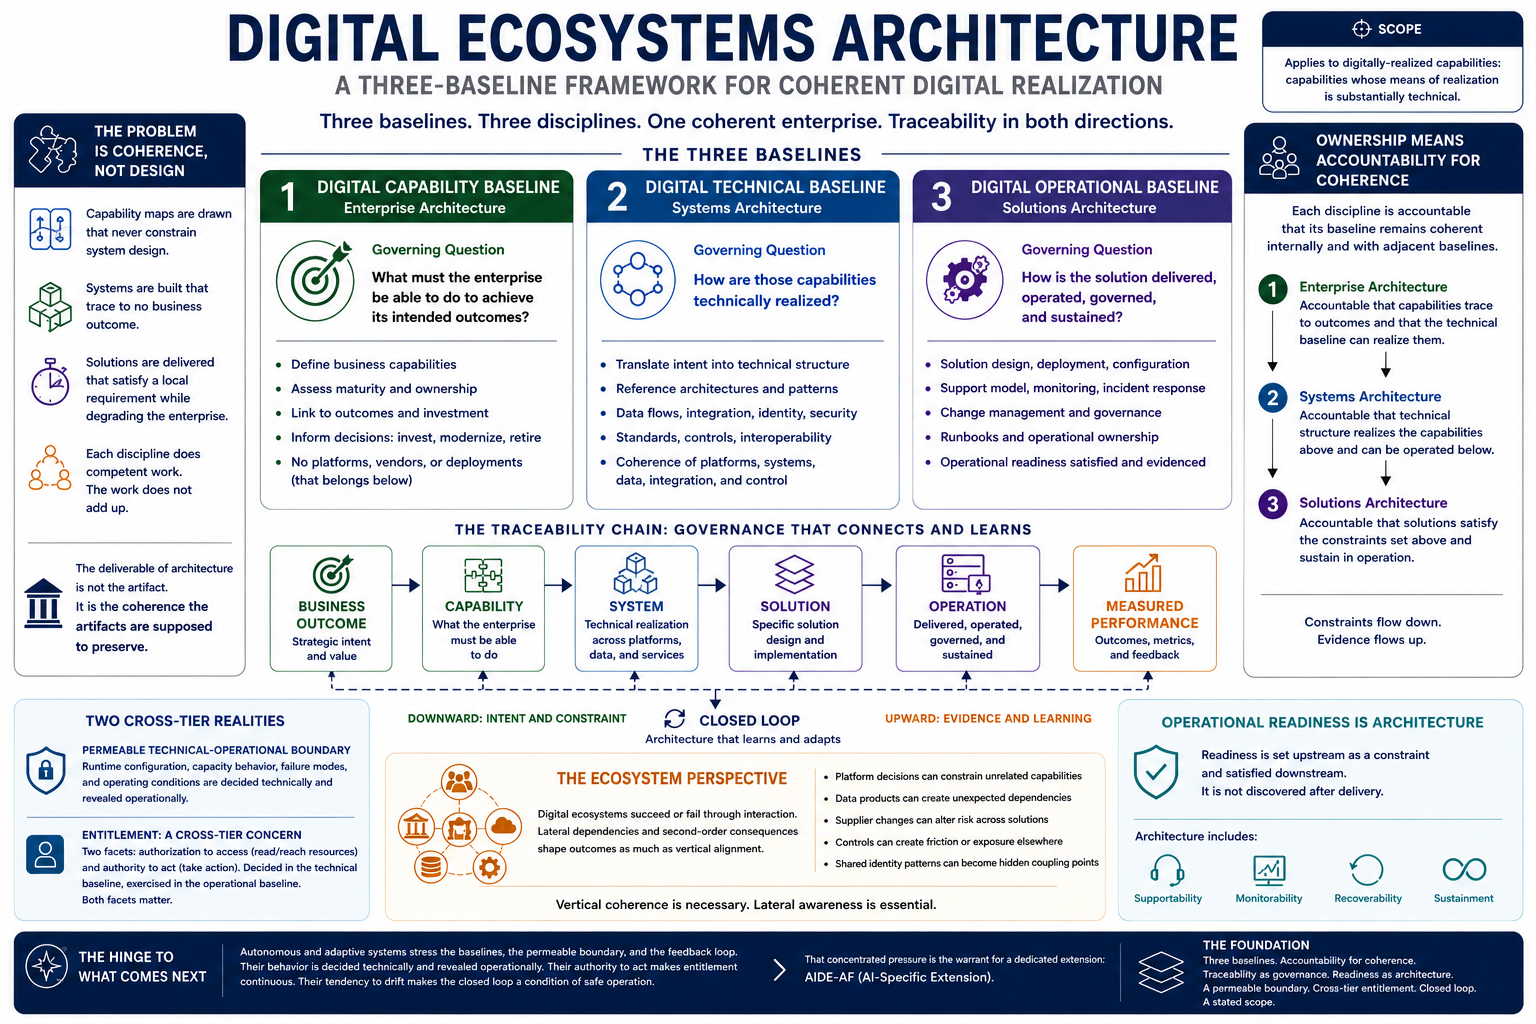 DIGITAL ECOSYSTEMS ARCHITECTURE
A THREE-BASELINE FRAMEWORK FOR COHERENT DIGITAL REALIZATION
Three baselines. Three disciplines. One coherent enterprise. Traceability in both directions.
SCOPE
Applies to digitally-realized capabilities:
capabilities whose means of realization
is substantially technical.
THE PROBLEM
IS COHERENCE,
NOT DESIGN
Capability maps are drawn
that never constrain
system design.
Systems are built that
trace to no business
outcome.
Solutions are delivered
that satisfy a local
requirement while
degrading the enterprise.
Each discipline does
competent work.
The work does not
add up.
The deliverable of architecture
is not the artifact.
It is the coherence the
artifacts are supposed
to preserve.
THE THREE BASELINES
1
DIGITAL CAPABILITY BASELINE
Enterprise Architecture
Governing Question
What must the enterprise
be able to do to achieve
its intended outcomes?
• Define business capabilities
• Assess maturity and ownership
• Link to outcomes and investment
• Inform decisions: invest, modernize, retire
• No platforms, vendors, or deployments
(that belongs below)
2
DIGITAL TECHNICAL BASELINE
Systems Architecture
Governing Question
How are those capabilities
technically realized?
• Translate intent into technical structure
• Reference architectures and patterns
• Data flows, integration, identity, security
• Standards, controls, interoperability
• Coherence of platforms, systems,
data, integration, and control
3
DIGITAL OPERATIONAL BASELINE
Solutions Architecture
Governing Question
How is the solution delivered,
operated, governed,
and sustained?
• Solution design, deployment, configuration
• Support model, monitoring, incident response
• Change management and governance
• Runbooks and operational ownership
• Operational readiness satisfied and evidenced
OWNERSHIP MEANS
ACCOUNTABILITY FOR
COHERENCE
Each discipline is accountable
that its baseline remains coherent
internally and with adjacent baselines.
1
Enterprise Architecture
Accountable that capabilities trace
to outcomes and that the technical
baseline can realize them.
2
Systems Architecture
Accountable that technical
structure realizes the capabilities
above and can be operated below.
3
Solutions Architecture
Accountable that solutions satisfy
the constraints set above and
sustain in operation.
Constraints flow down.
Evidence flows up.
THE TRACEABILITY CHAIN: GOVERNANCE THAT CONNECTS AND LEARNS
BUSINESS
OUTCOME
Strategic intent
and value
CAPABILITY
What the enterprise
must be able
to do
SYSTEM
Technical realization
across platforms,
data, and services
SOLUTION
Specific solution
design and
implementation
OPERATION
Delivered, operated,
governed, and
sustained
MEASURED
PERFORMANCE
Outcomes, metrics,
and feedback
DOWNWARD: INTENT AND CONSTRAINT
CLOSED LOOP
Architecture that learns and adapts
UPWARD: EVIDENCE AND LEARNING
TWO CROSS-TIER REALITIES
PERMEABLE TECHNICAL-OPERATIONAL BOUNDARY
Runtime configuration, capacity behavior, failure modes,
and operating conditions are decided technically and
revealed operationally.
ENTITLEMENT: A CROSS-TIER CONCERN
Two facets: authorization to access (read/reach resources)
and authority to act (take action). Decided in the technical
baseline, exercised in the operational baseline.
Both facets matter.
THE ECOSYSTEM PERSPECTIVE
Digital ecosystems succeed or fail through interaction.
Lateral dependencies and second-order consequences
shape outcomes as much as vertical alignment.
• Platform decisions can constrain unrelated capabilities
• Data products can create unexpected dependencies
• Supplier changes can alter risk across solutions
• Controls can create friction or exposure elsewhere
• Shared identity patterns can become hidden coupling points
Vertical coherence is necessary. Lateral awareness is essential.
OPERATIONAL READINESS IS ARCHITECTURE
Readiness is set upstream as a constraint
and satisfied downstream.
It is not discovered after delivery.
Architecture includes:
Supportability
Monitorability
Recoverability
Sustainment
THE HINGE TO
WHAT COMES NEXT
Autonomous and adaptive systems stress the baselines, the permeable boundary, and the feedback loop.
Their behavior is decided technically and revealed operationally. Their authority to act makes entitlement
continuous. Their tendency to drift makes the closed loop a condition of safe operation.
That concentrated pressure is the warrant for a dedicated extension:
AIDE-AF (AI-Specific Extension).
THE FOUNDATION
Three baselines. Accountability for coherence.
Traceablity as governance. Readiness as architecture.
A permeable boundary. Cross-tier entitlement. Closed loop.
A stated scope.